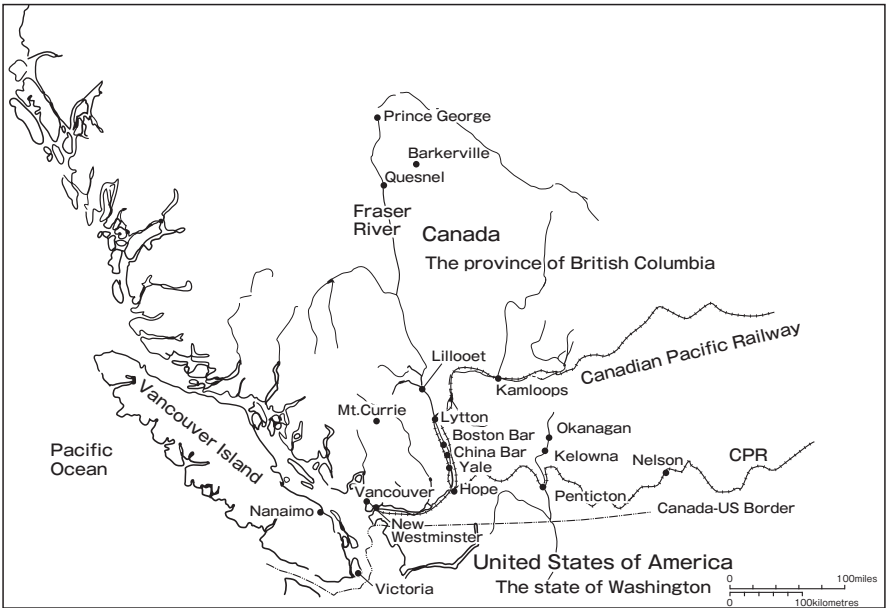 Prince George
Barkerville
Quesnel
Fraser
River
Canada
The province of British Columbia
Canadian Pacific Railway
Lillooet
Kamloops
Vancouver Island
Mt.Currie
Lytton
Okanagan
Boston Bar
China Bar
Kelowna
Yale
Nelson
CPR
Pacific
Ocean
Hope
Penticton
Vancouver
Nanaimo
New
Westminster
Canada-US Border
United States of America
The state of Washington
Victoria
0
100miles
0
100kilometres